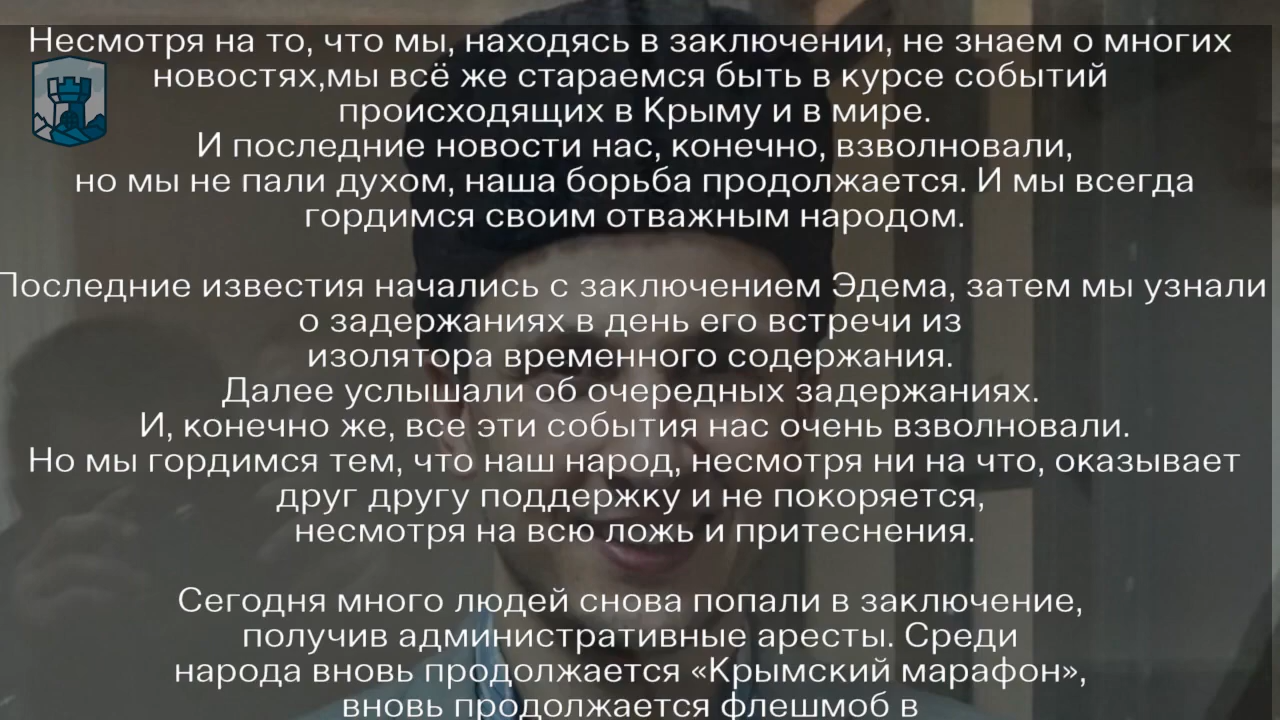 Несмотря на то, что мы, находясь в заключении, не знаем о многих
новостях,мы всё же стараемся быть в курсе событий
происходящих в Крыму и в мире.
И последние новости нас, конечно, взволновали,
но мы не пали духом, наша борьба продолжается. И мы всегда
гордимся своим отважным народом.
Последние известия начались с заключением Эдема, затем мы узнали
о задержаниях в день его встречи из
изолятора временного содержания.
Далее услышали об очередных задержаниях.
И, конечно же, все эти события нас очень взволновали.
Но мы гордимся тем, что наш народ, несмотря ни на что, оказывает
друг другу поддержку и не покоряется,
несмотря на всю ложь и притеснения.
Сегодня много людей снова попали в заключение,
получив административные аресты. Среди
народа вновь продолжается «Крымский марафон»,
вновь продолжается флешмоб в